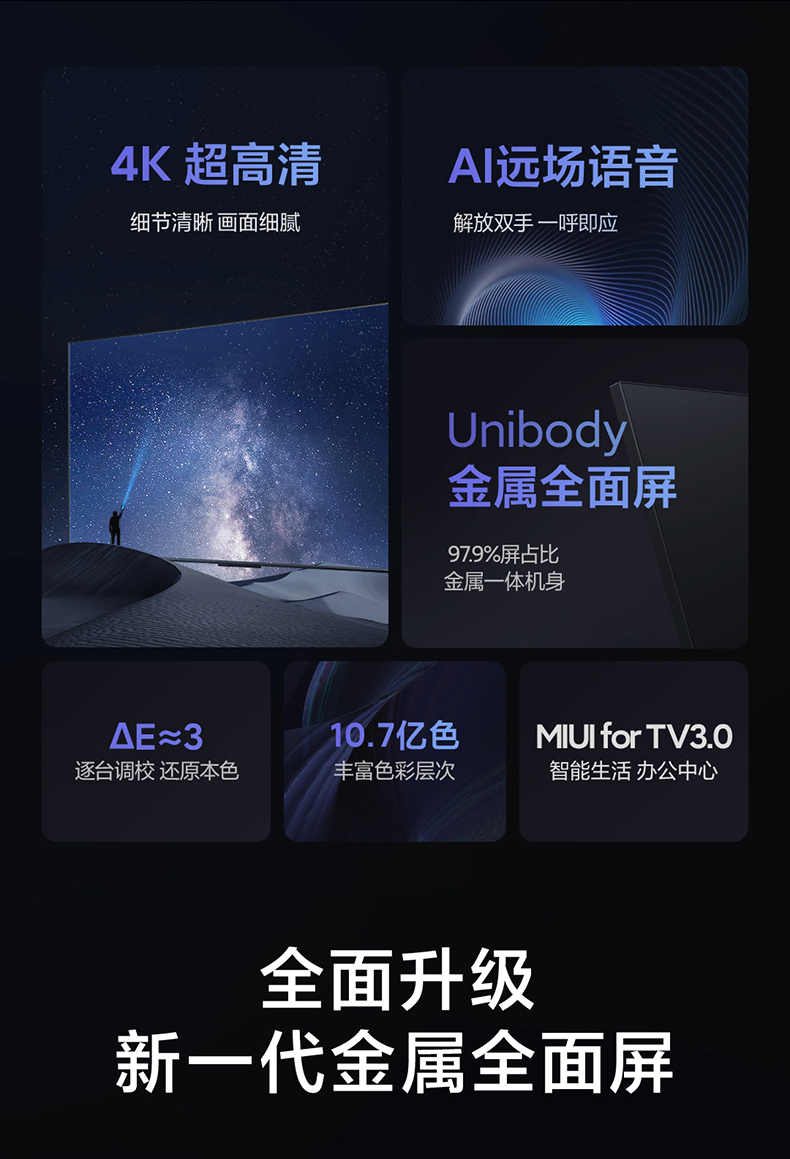 4K 超高清
细节清晰 画面细腻
AI远场语音
解放双手 一呼即应
Unibody
金属全面屏
97.9%屏占比
金属一体机身
ΔE≈3
逐台调校 还原本色
10.7亿色
丰富色彩层次
MIUI for TV3.0
智能生活 办公中心
全面升级
新一代金属全面屏